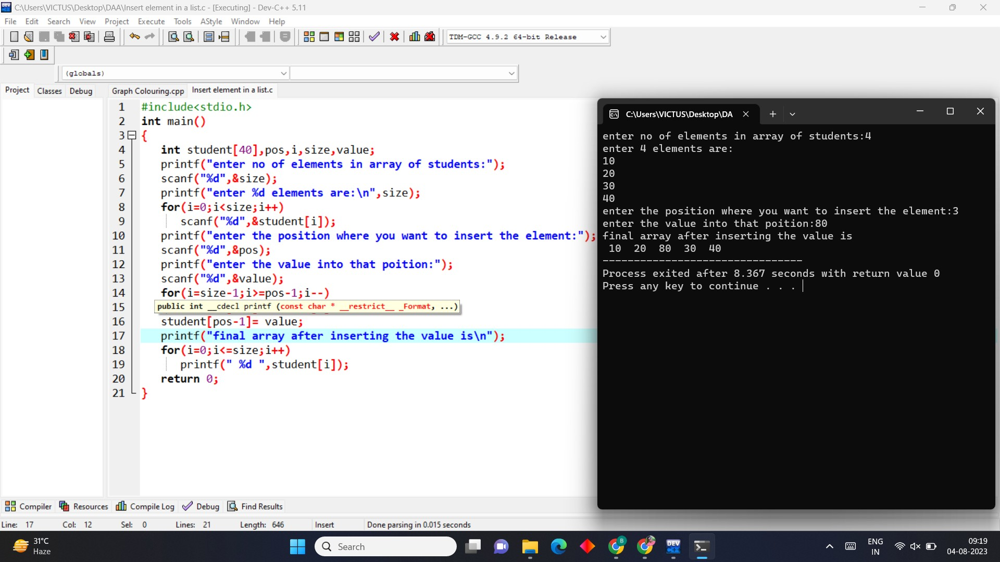 C:\Users\VICTUS\Desktop\DAA\Insert element in a list.c - [Executing] - Dev-C++ 5.11
File Edit Search View Project Execute Tools AStyle Window Help
TDM-GCC 4.9.2 64-bit Release
(globals)
Project Classes Debug
Graph Colouring.cpp Insert element in a list.c
1 #include<stdio.h>
2 int main()
3 {
4 int student[40],pos,i,size,value;
5 printf("enter no of elements in array of students:");
6 scanf("%d",&size);
7 printf("enter %d elements are:\n",size);
8 for(i=0;i<size;i++)
9 scanf("%d",&student[i]);
10 printf("enter the position where you want to insert the element:");
11 scanf("%d",&pos);
12 printf("enter the value into that poition:");
13 scanf("%d",&value);
14 for(i=size-1;i>=pos-1;i--)
15
public int __cdecl printf (const char * __restrict__ _Format, ...)
16 student[pos-1]= value;
17 printf("final array after inserting the value is\n");
18 for(i=0;i<=size;i++)
19 printf(" %d ",student[i]);
20 return 0;
21 }
C:\Users\VICTUS\Desktop\DA
enter no of elements in array of students:4
enter 4 elements are:
10
20
30
40
enter the position where you want to insert the element:3
enter the value into that poition:80
final array after inserting the value is
10 20 80 30 40
--------------------------------
Process exited after 8.367 seconds with return value 0
Press any key to continue . . .
Compiler Resources Compile Log Debug Find Results
Line: 17 Col: 12 Sel: 0 Lines: 21 Length: 646 Insert Done parsing in 0.015 seconds
31°C
Haze
Search
B
DEV
ENG
IN
09:19
04-08-2023